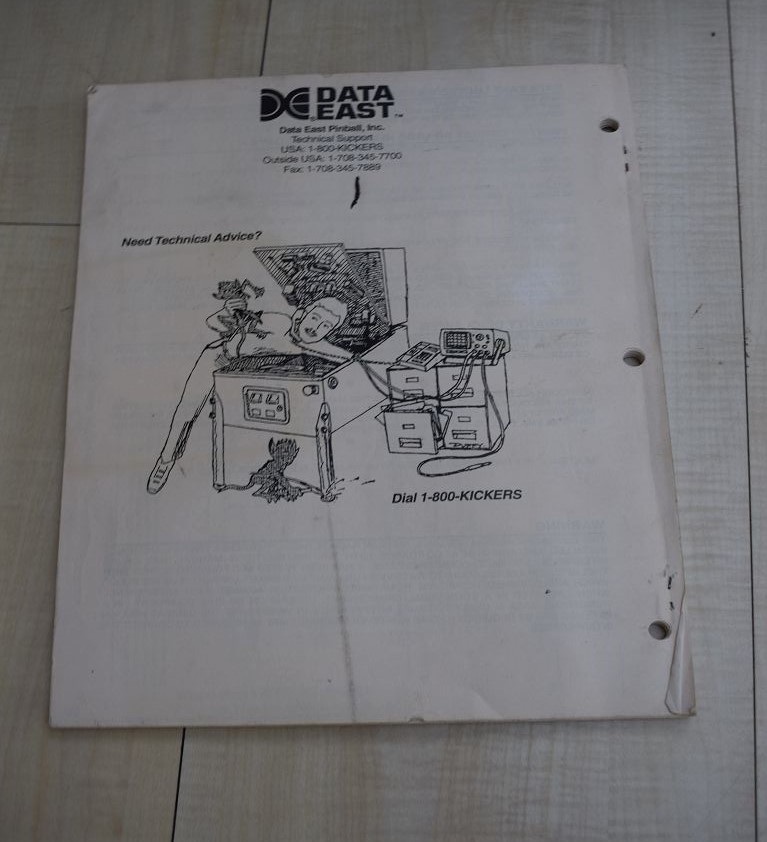 DATA
EAST™
Data East Pinball, Inc.
Technical Support
USA: 1-800-KICKERS
Outside USA: 1-708-345-7700
Fax: 1-708-345-7889
Need Technical Advice?
Dial 1-800-KICKERS